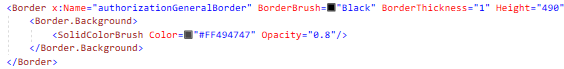 <Border x:Name="authorizationGeneralBorder" BorderBrush="Black" BorderThickness="1" Height="490"
<Border.Background>
<SolidColorBrush Color="#FF494747" Opacity="0.8"/>
</Border.Background>
</Border>